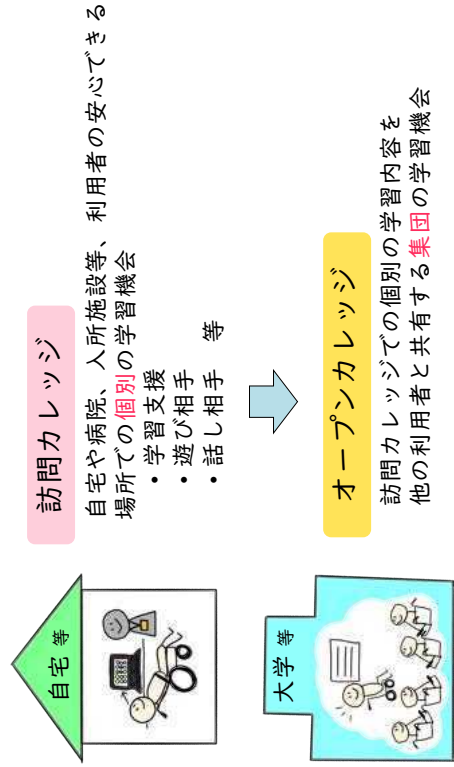 訪問カレッジ
自宅や病院、入所施設等、利用者の安心できる
場所での個別の学習機会
・学習支援
・遊び相手
・話し相手　等
自宅 等
オープンカレッジ
訪問カレッジでの個別の学習内容を
他の利用者と共有する集団の学習機会
大学 等